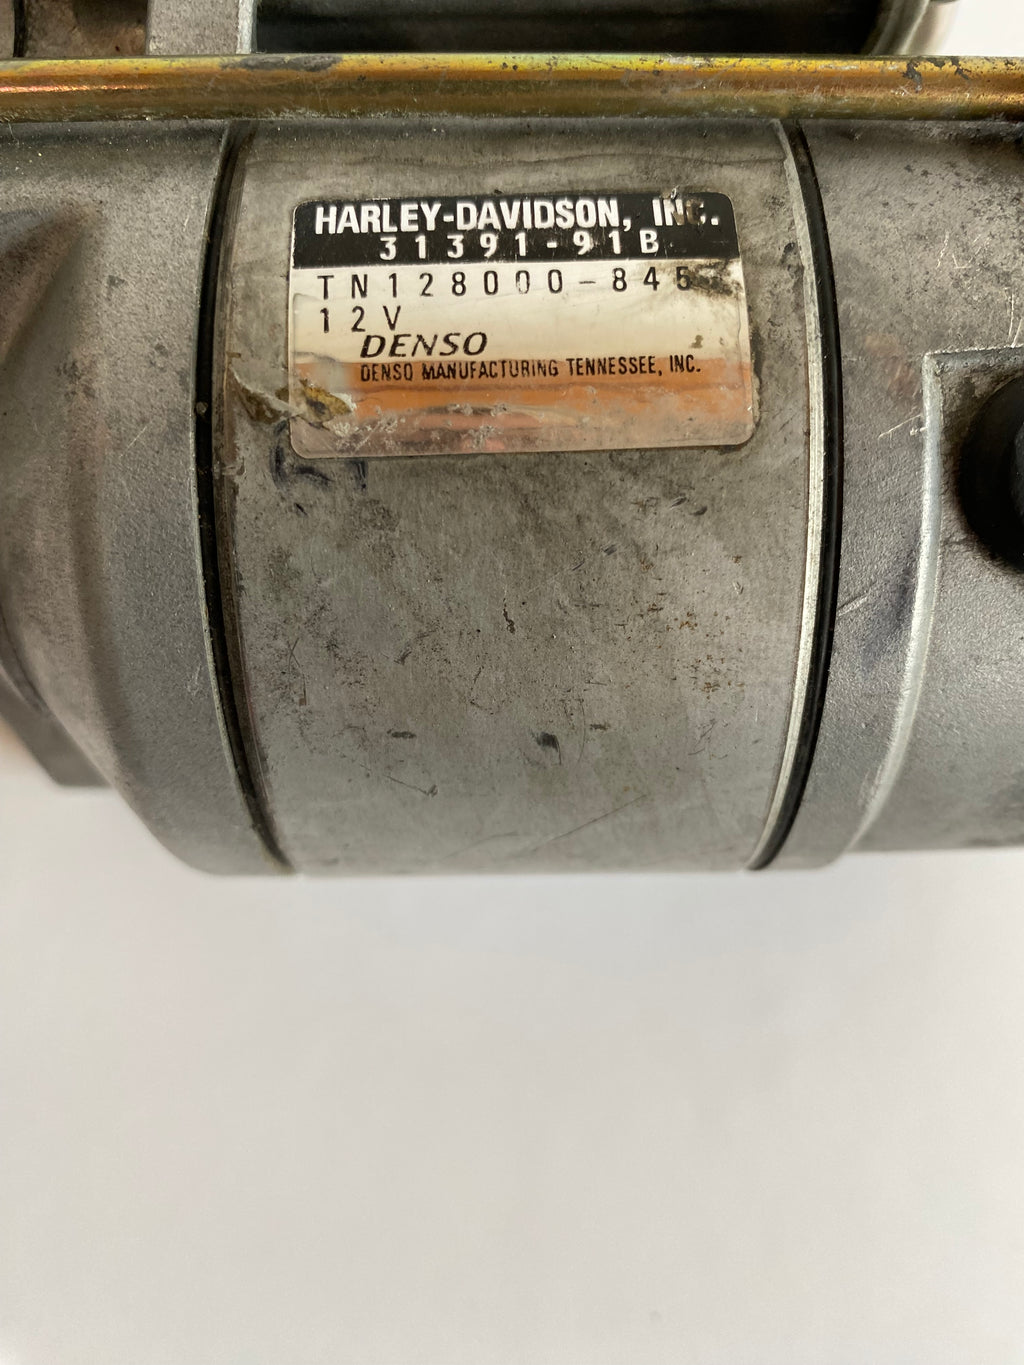 HARLEY-DAVIDSON, INC.
31391-91B
TN128000-845
12V
DENSO
DENSO MANUFACTURING TENNESSEE, INC.